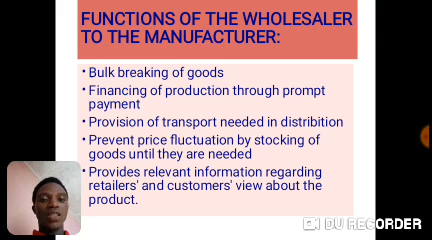 FUNCTIONS OF THE WHOLESALER
TO THE MANUFACTURER:
• Bulk breaking of goods
• Financing of production through prompt
payment
• Provision of transport needed in distribition
• Prevent price fluctuation by stocking of
goods until they are needed
• Provides relevant information regarding
retailers' and customers' view about the
product.
DU RECORDER